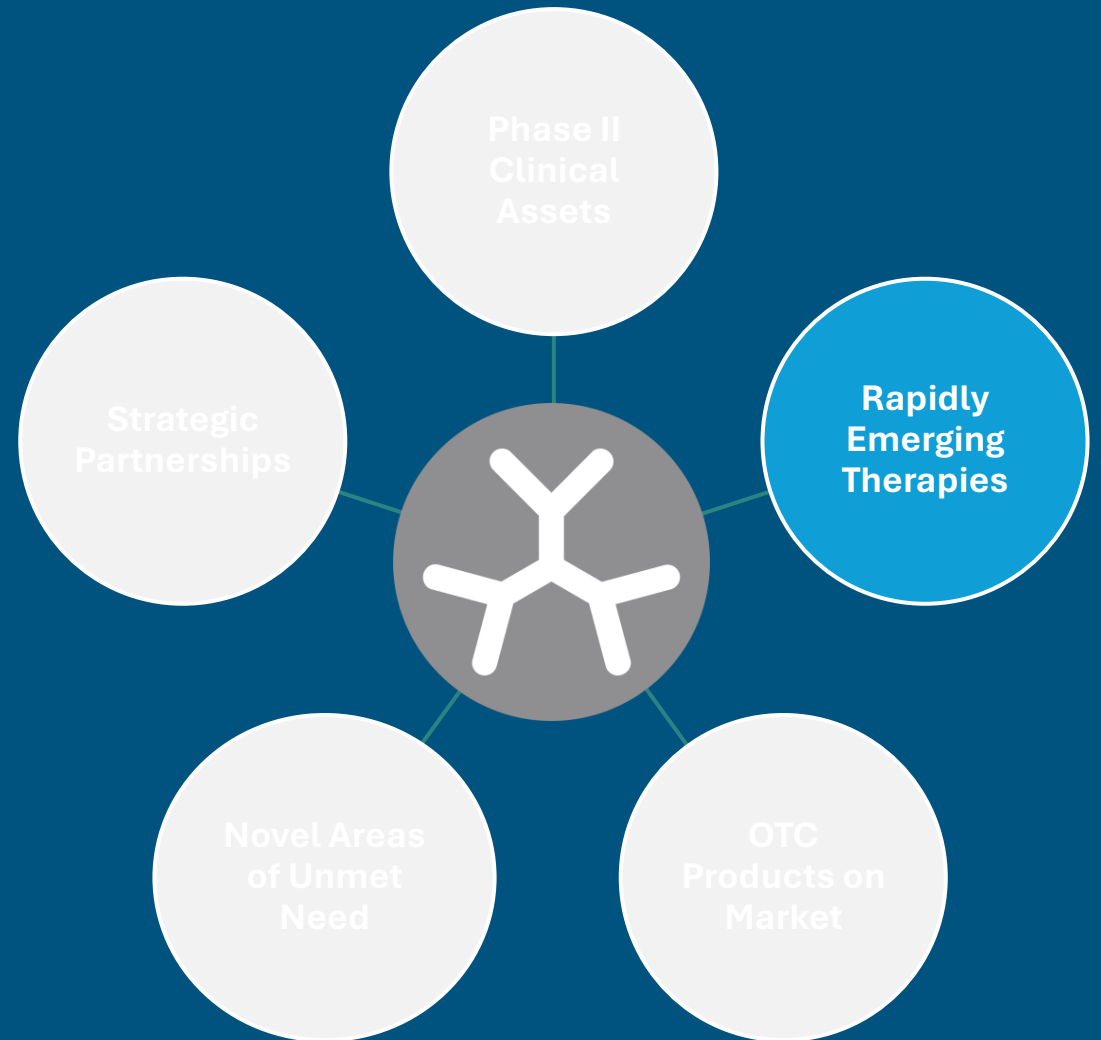 Phase II
Clinical
Assets
Rapidly
Emerging
Therapies
Strategic
Partnerships
Novel Areas
of Unmet
Need
OTC
Products on
Market